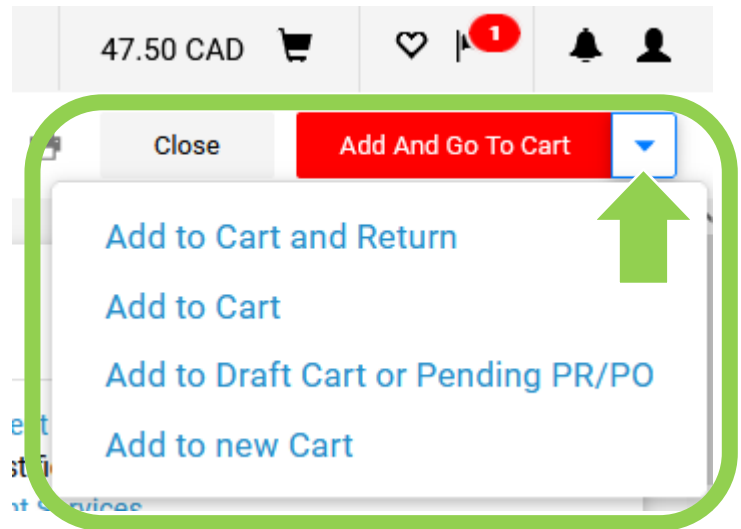 47.50 CAD
1
Close
Add And Go To Cart
Add to Cart and Return
Add to Cart
Add to Draft Cart or Pending PR/PO
Add to new Cart
Services